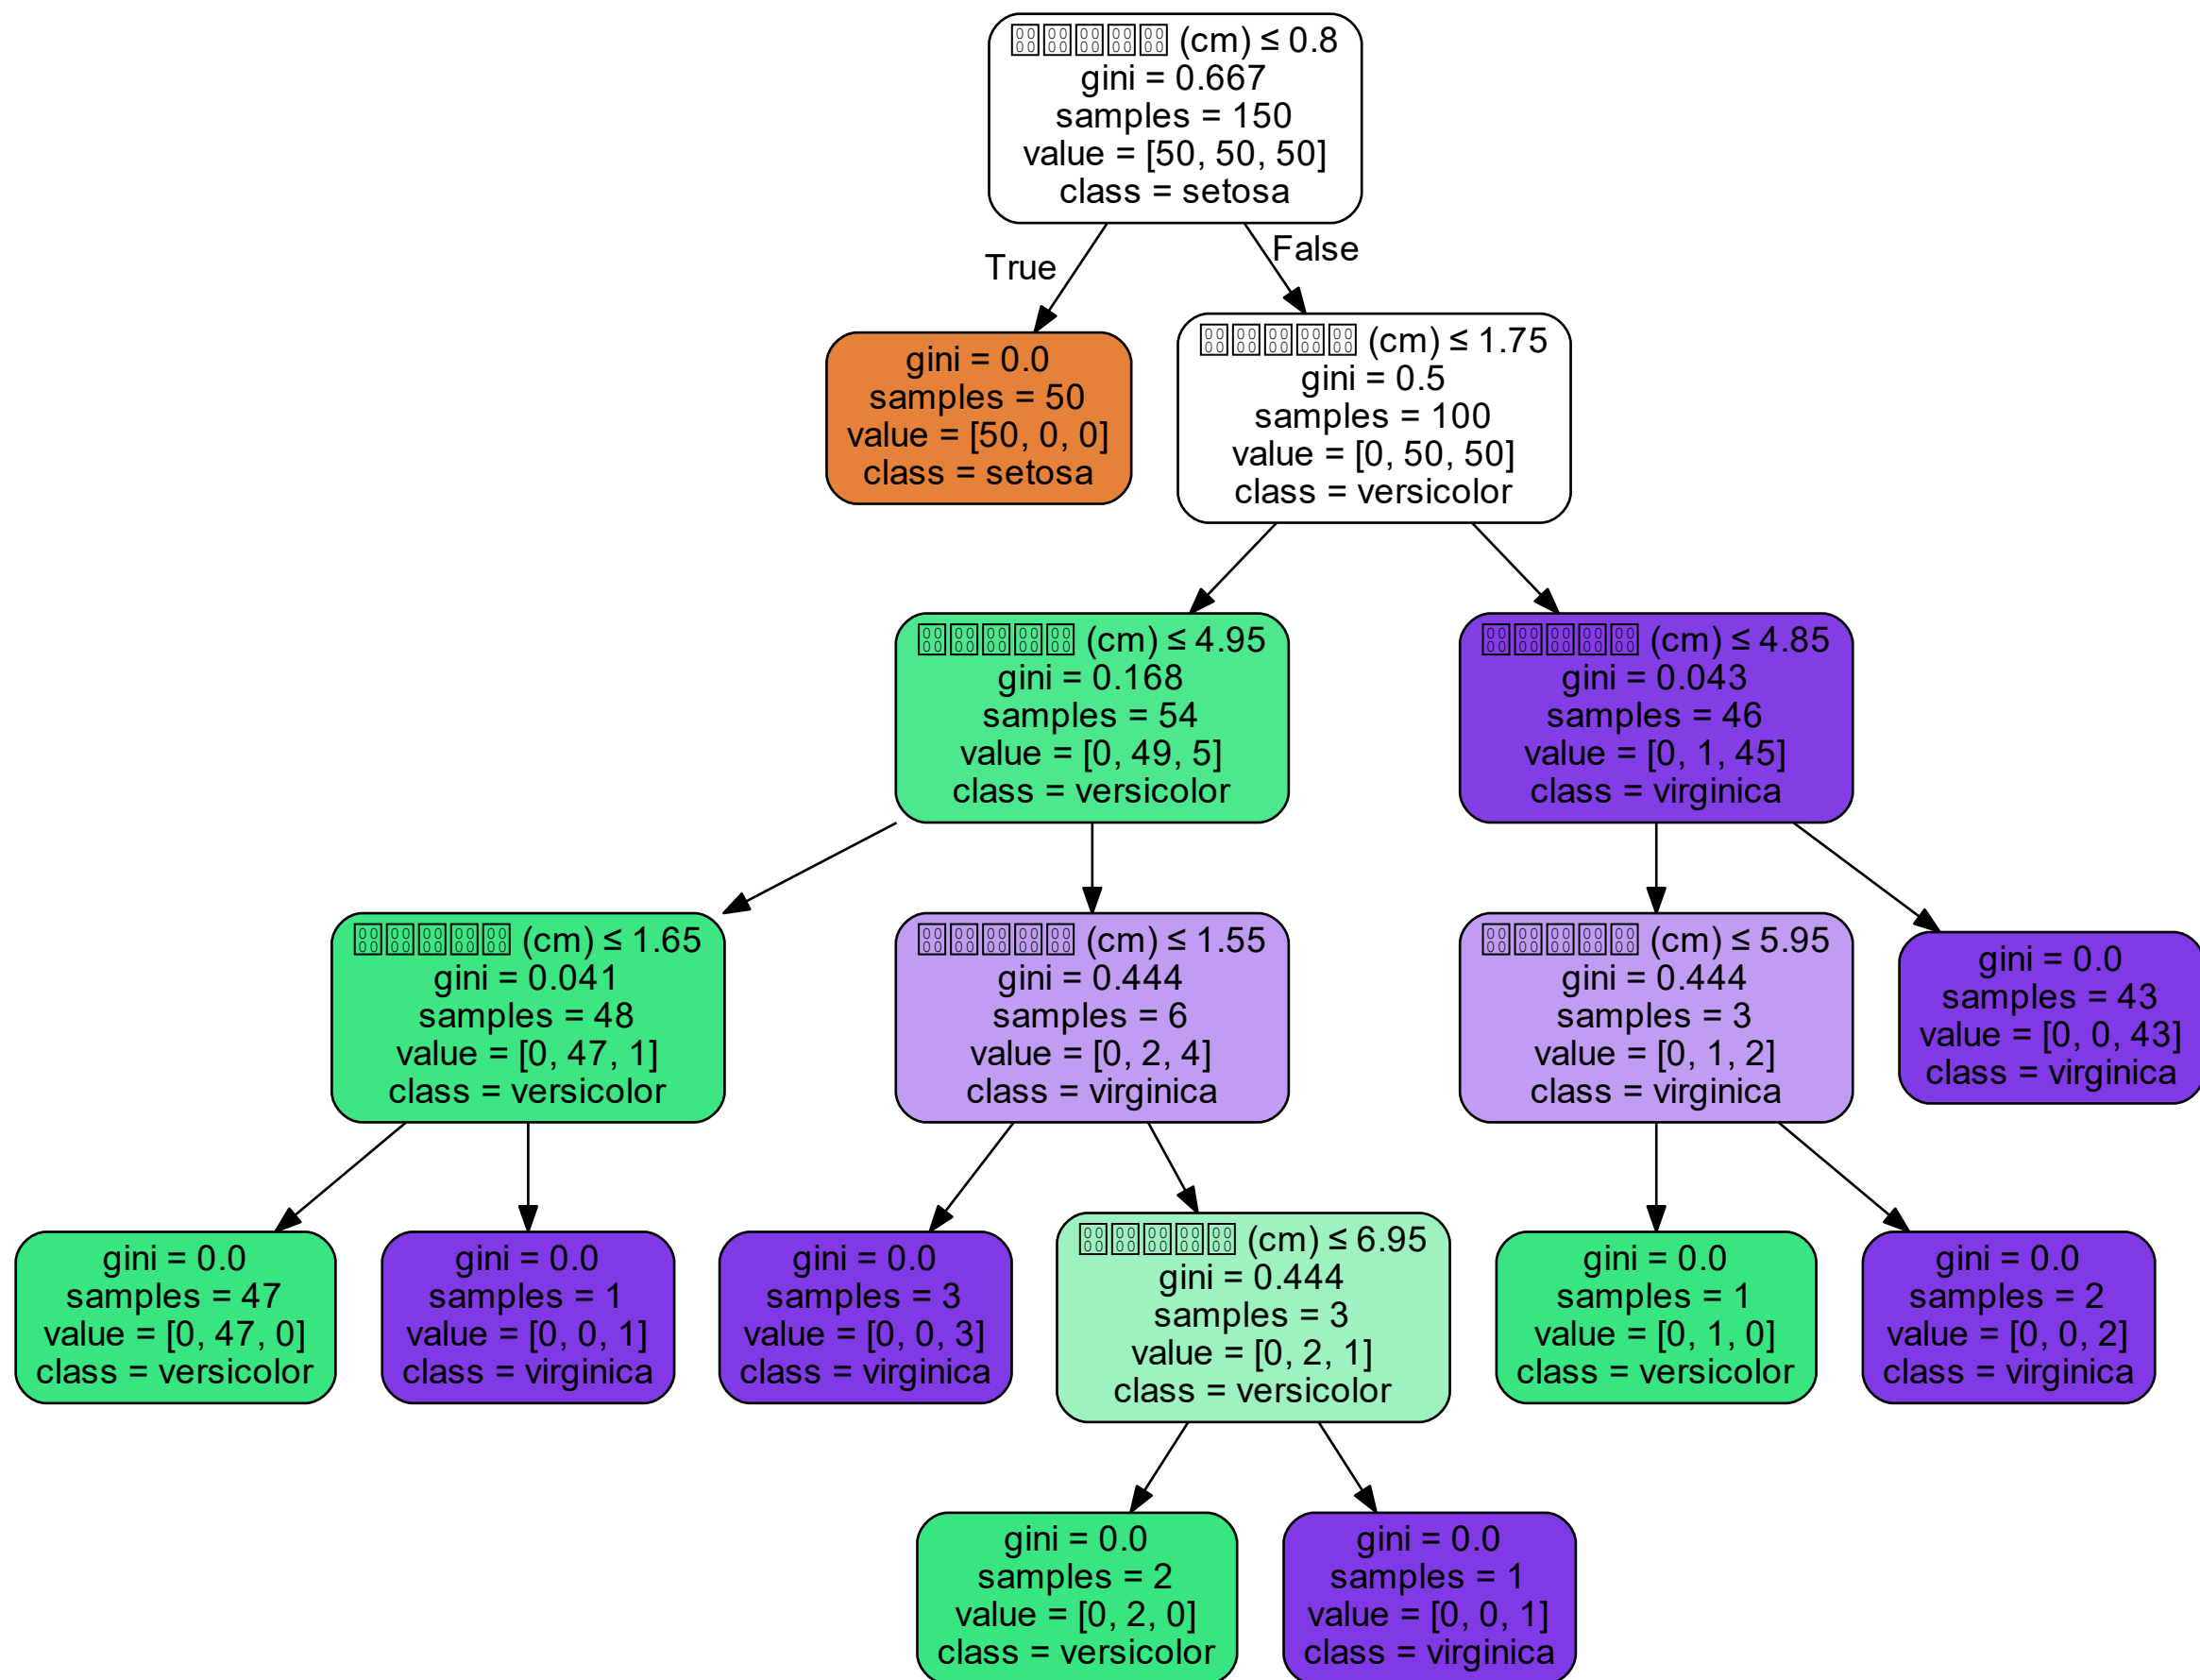 (cm) ≤ 0.8
gini = 0.667
samples = 150
value = [50, 50, 50]
class = setosa
True
False
gini = 0.0
samples = 50
value = [50, 0, 0]
class = setosa
(cm) ≤ 1.75
gini = 0.5
samples = 100
value = [0, 50, 50]
class = versicolor
(cm) ≤ 4.95
gini = 0.168
samples = 54
value = [0, 49, 5]
class = versicolor
(cm) ≤ 4.85
gini = 0.043
samples = 46
value = [0, 1, 45]
class = virginica
(cm) ≤ 1.65
gini = 0.041
samples = 48
value = [0, 47, 1]
class = versicolor
(cm) ≤ 1.55
gini = 0.444
samples = 6
value = [0, 2, 4]
class = virginica
(cm) ≤ 5.95
gini = 0.444
samples = 3
value = [0, 1, 2]
class = virginica
gini = 0.0
samples = 43
value = [0, 0, 43]
class = virginica
gini = 0.0
samples = 47
value = [0, 47, 0]
class = versicolor
gini = 0.0
samples = 1
value = [0, 0, 1]
class = virginica
gini = 0.0
samples = 3
value = [0, 0, 3]
class = virginica
(cm) ≤ 6.95
gini = 0.444
samples = 3
value = [0, 2, 1]
class = versicolor
gini = 0.0
samples = 1
value = [0, 1, 0]
class = versicolor
gini = 0.0
samples = 2
value = [0, 0, 2]
class = virginica
gini = 0.0
samples = 2
value = [0, 2, 0]
class = versicolor
gini = 0.0
samples = 1
value = [0, 0, 1]
class = virginica